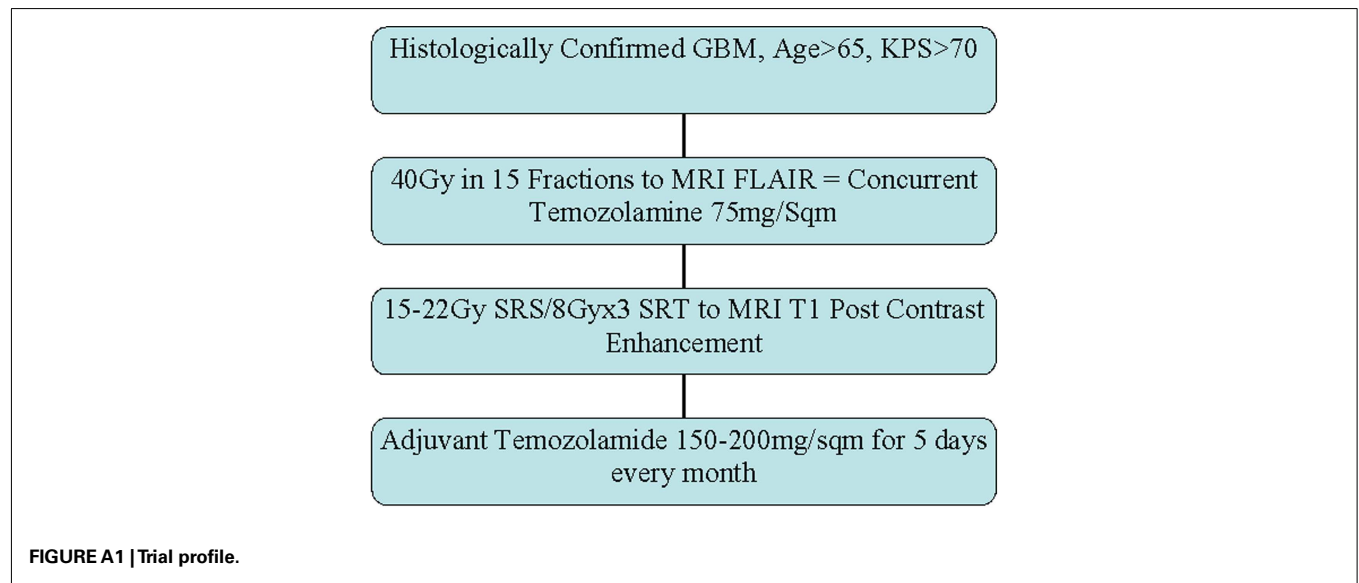 Histologically Confirmed GBM, Age>65, KPS>70
40Gy in 15 Fractions to MRI FLAIR = Concurrent
Temozolamine 75mg/Sqm
15-22Gy SRS/8Gyx3 SRT to MRI T1 Post Contrast
Enhancement
Adjuvant Temozolamide 150-200mg/sqm for 5 days
every month
FIGURE A1 | Trial profile.